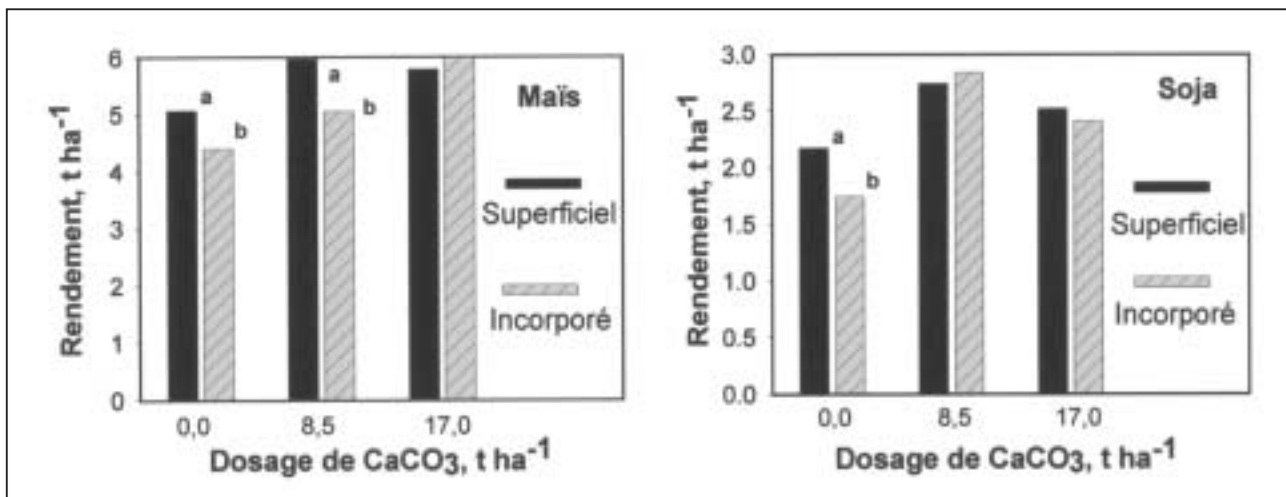 Rendement, t ha-1
6
5
4
3
2
1
0
a
b
a
b
Maïs
Superficiel
Incorporé
0,0
8,5
17,0
Dosage de CaCO3, t ha-1
Rendement, t ha-1
3.0
2.5
2.0
1.5
1.0
0.5
0.0
a
b
Soja
Superficiel
Incorporé
0,0
8,5
17,0
Dosage de CaCO3, t ha-1